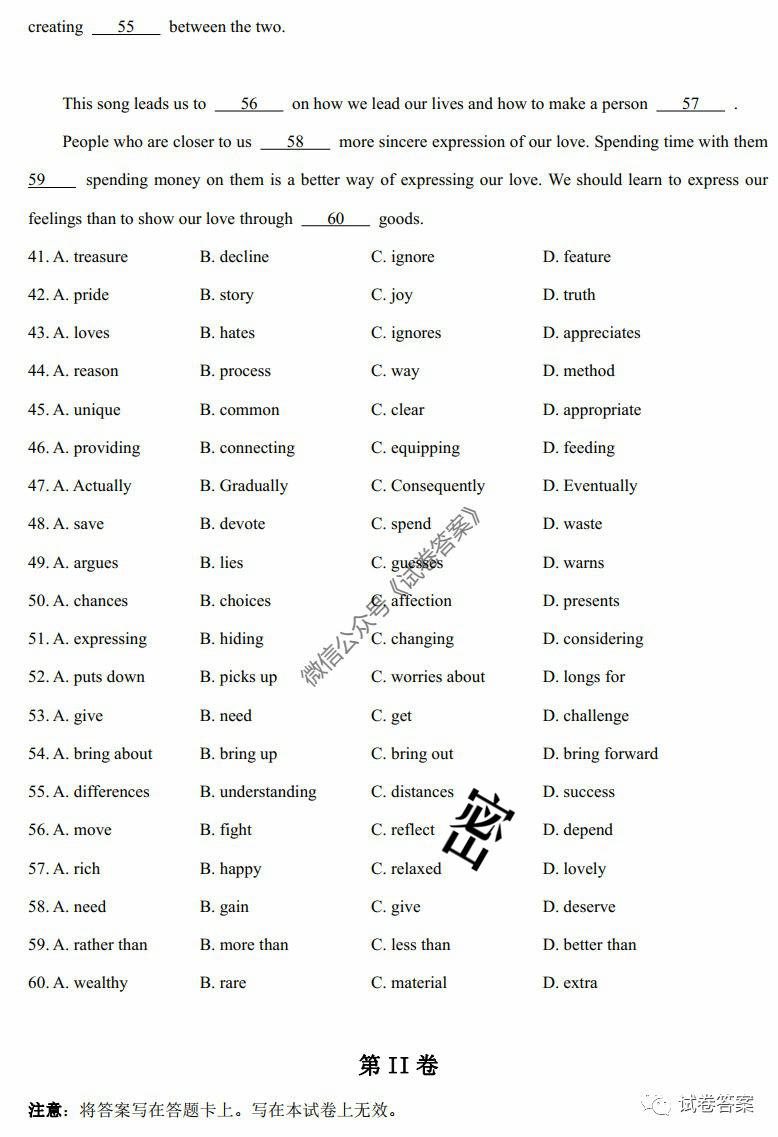 creating 55 between the two.
This song leads us to 56 on how we lead our lives and how to make a person 57 .
People who are closer to us 58 more sincere expression of our love. Spending time with them
59 spending money on them is a better way of expressing our love. We should learn to express our
feelings than to show our love through 60 goods.
41. A. treasure B. decline C. ignore D. feature
42. A. pride B. story C. joy D. truth
43. A. loves B. hates C. ignores D. appreciates
44. A. reason B. process C. way D. method
45. A. unique B. common C. clear D. appropriate
46. A. providing B. connecting C. equipping D. feeding
47. A. Actually B. Gradually C. Consequently D. Eventually
48. A. save B. devote C. spend D. waste
49. A. argues B. lies C. guesses D. warns
50. A. chances B. choices C. affection D. presents
51. A. expressing B. hiding C. changing D. considering
52. A. puts down B. picks up C. worries about D. longs for
53. A. give B. need C. get D. challenge
54. A. bring about B. bring up C. bring out D. bring forward
55. A. differences B. understanding C. distances D. success
56. A. move B. fight C. reflect D. depend
57. A. rich B. happy C. relaxed D. lovely
58. A. need B. gain C. give D. deserve
59. A. rather than B. more than C. less than D. better than
60. A. wealthy B. rare C. material D. extra
微信公众号《试卷答案》
密
第 II 卷
注意：将答案写在答题卡上。写在本试卷上无效。
试卷答案